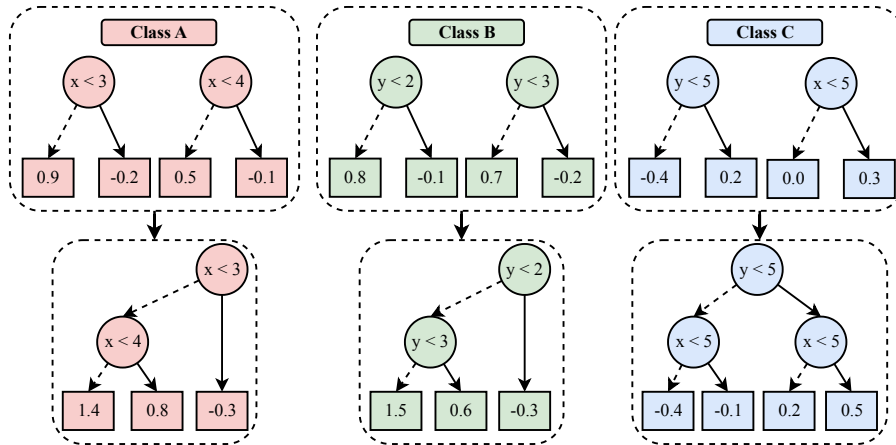 Class A
x < 3
x < 4
0.9
-0.2
0.5
-0.1
Class B
y < 2
y < 3
0.8
-0.1
0.7
-0.2
Class C
y < 5
x < 5
-0.4
0.2
0.0
0.3
x < 3
x < 4
1.4
0.8
-0.3
y < 2
y < 3
1.5
0.6
-0.3
y < 5
x < 5
x < 5
-0.4
-0.1
0.2
0.5